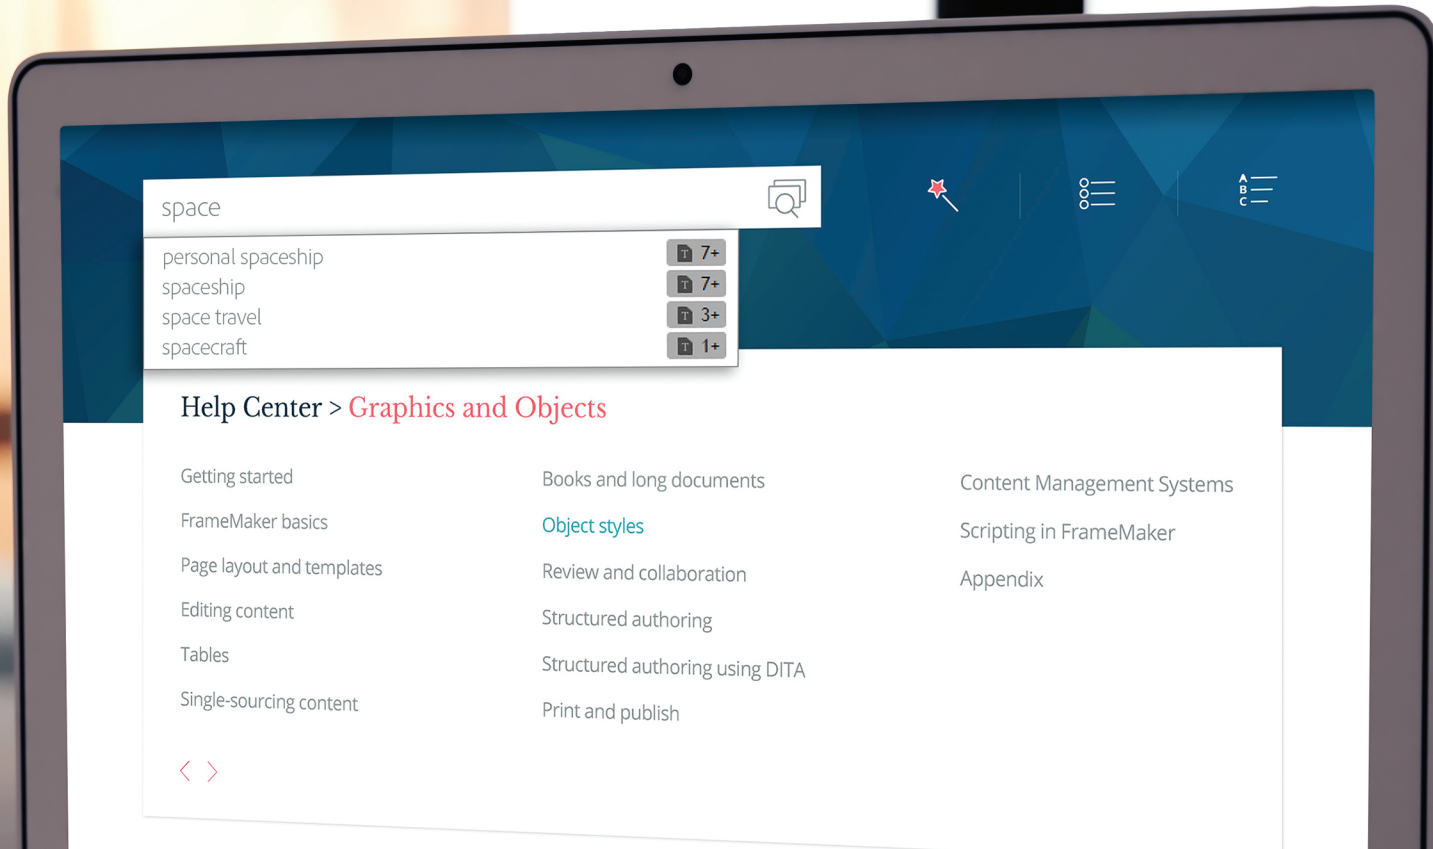 space
personal spaceship
T 7+
spaceship
T 7+
space travel
T 3+
spacecraft
T 1+
A
B
C
Help Center > Graphics and Objects
Getting started
FrameMaker basics
Page layout and templates
Editing content
Tables
Single-sourcing content
Books and long documents
Object styles
Review and collaboration
Structured authoring
Structured authoring using DITA
Print and publish
Content Management Systems
Scripting in FrameMaker
Appendix